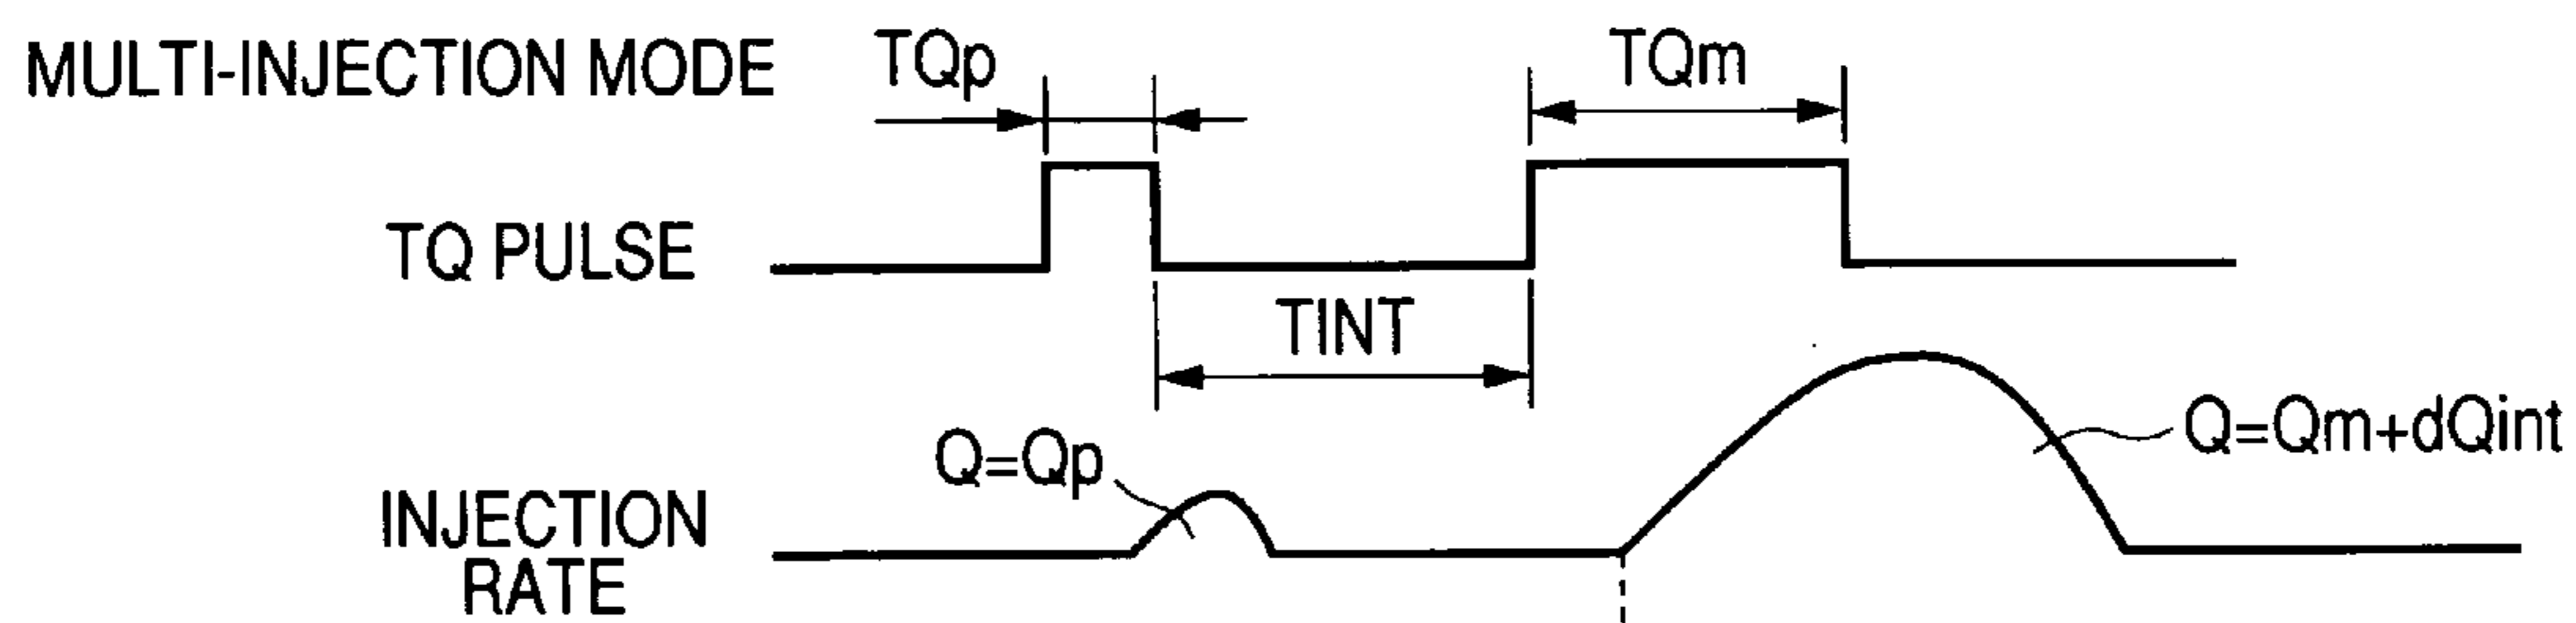 MULTI-INJECTION MODE
TQp
TQm
TQ PULSE
TINT
Q=Qp
Q=Qm+dQint
INJECTION
RATE